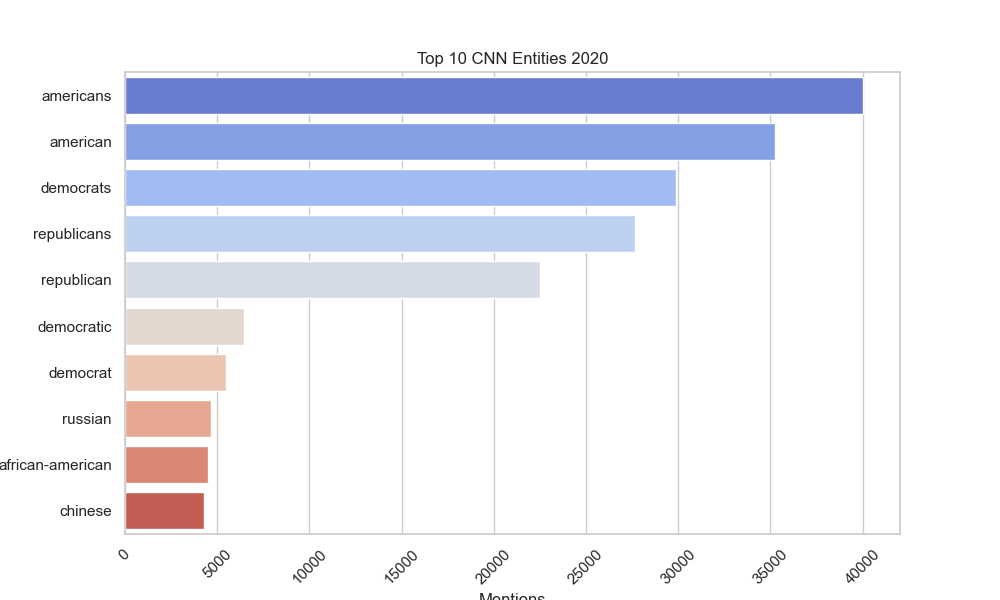 Top 10 CNN Entities 2020
americans
american
democrats
republicans
republican
democratic
democrat
russian
african-american
chinese
0
5000
10000
15000
20000
25000
30000
35000
40000
Mentions